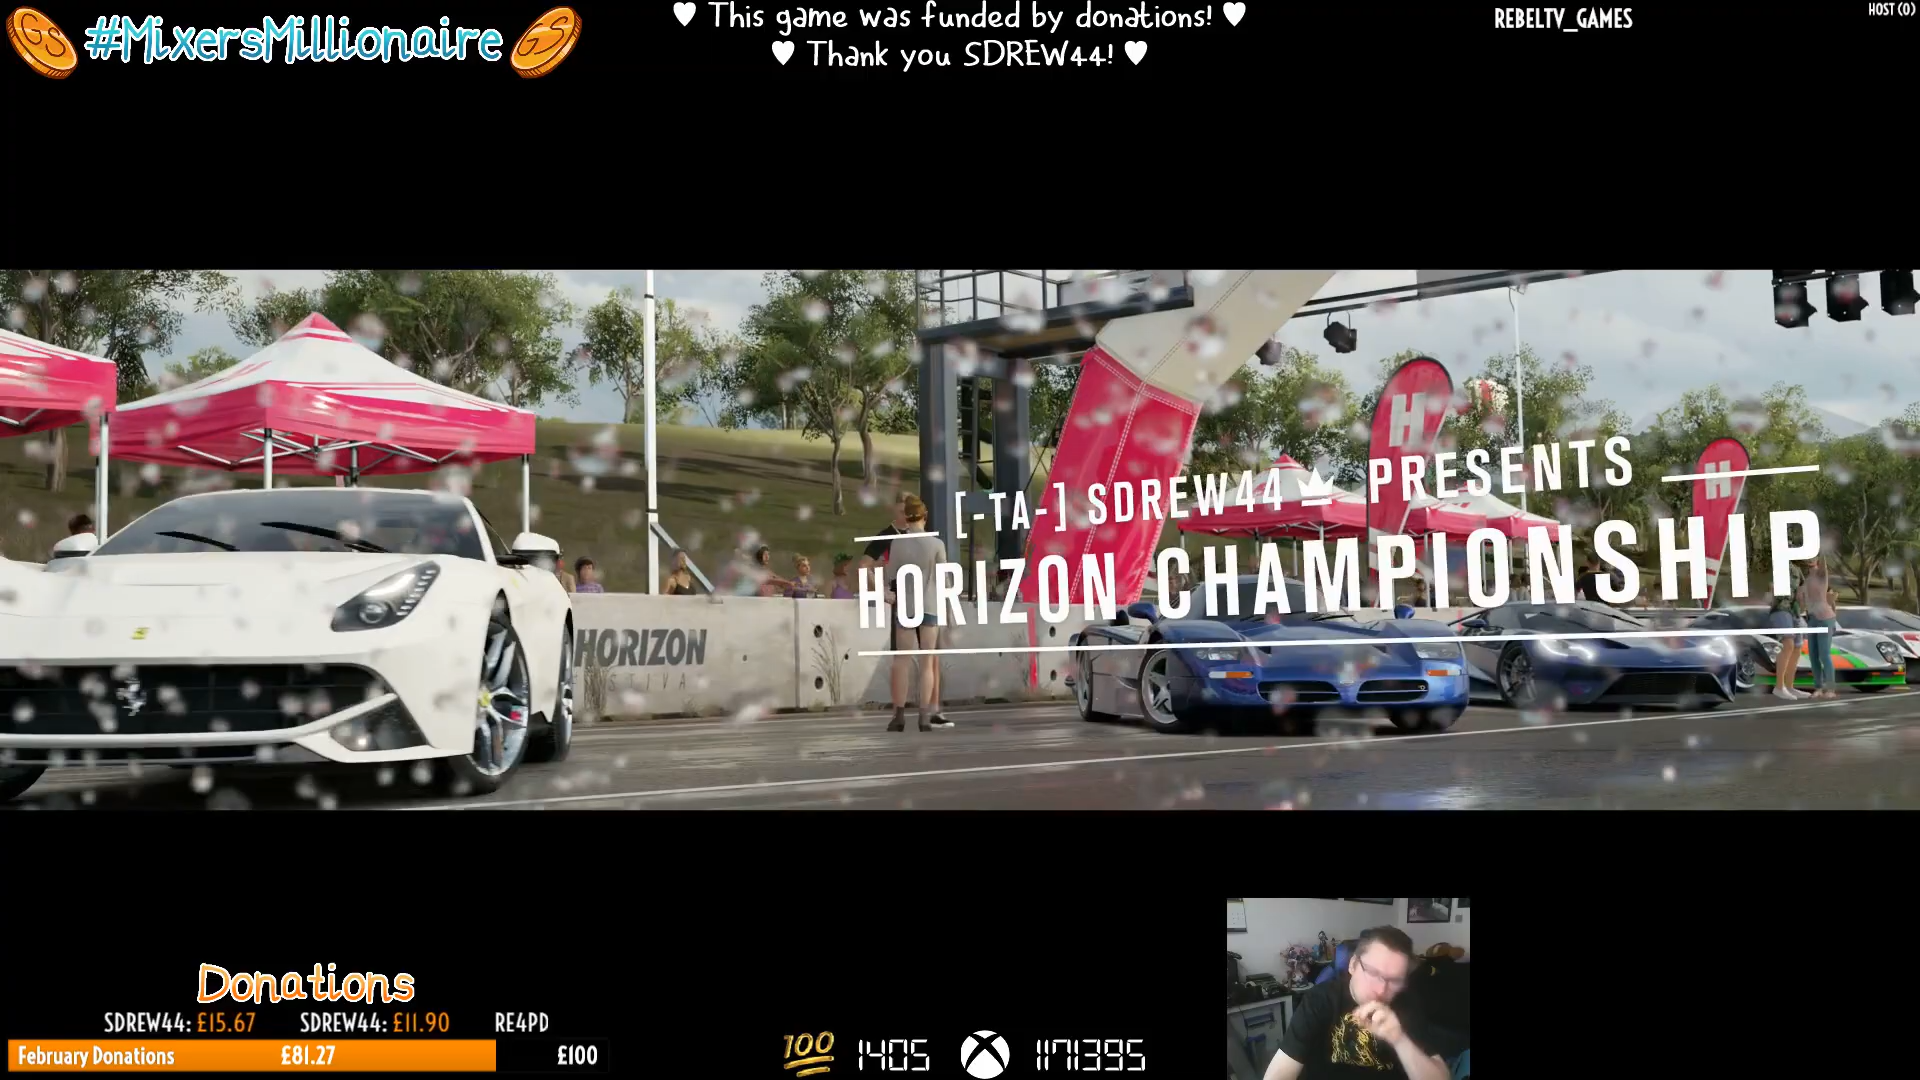 #MixersMillionaire
♥ This game was funded by donations! ♥
♥ Thank you SDREW44! ♥
REBELTV_GAMES
HOST (0)
H
H
[-TA-] SDREW44 PRESENTS
HORIZON CHAMPIONSHIP
HORIZON
Donations
SDREW44: £15.67 SDREW44: £11.90 RE4PD
February Donations £81.27 £100
100 1405 1171395